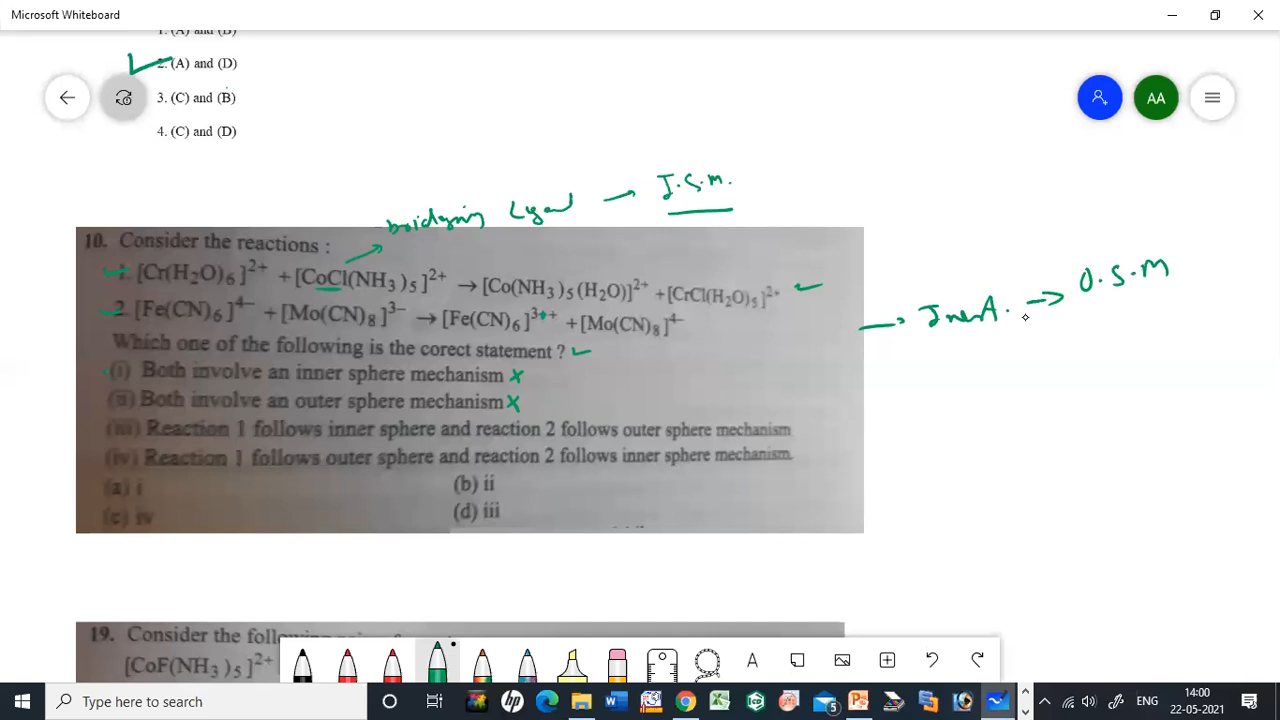 Microsoft Whiteboard
1. (A) and (B)
2. (A) and (D)
3. (C) and (B)
4. (C) and (D)
AA
I.S.M.
bridging Ligand →
10. Consider the reactions :
1. [Cr(H₂O)₆]²⁺ + [CoCl(NH₃)₅]²⁺ → [Co(NH₃)₅(H₂O)]²⁺ + [CrCl(H₂O)₅]²⁺
O.S.M
2. [Fe(CN)₆]⁴⁻ + [Mo(CN)₈]³⁻ → [Fe(CN)₆]³⁻ + [Mo(CN)₈]⁴⁻
→ Inert. →
Which one of the following is the corect statement ?
(i) Both involve an inner sphere mechanism
(ii) Both involve an outer sphere mechanism
(iii) Reaction 1 follows inner sphere and reaction 2 follows outer sphere mechanism
(iv) Reaction 1 follows outer sphere and reaction 2 follows inner sphere mechanism.
(a) i (b) ii
(c) iv (d) iii
19. Consider the
[CoF(NH₃)₅]²⁺
Type here to search
5
ENG
14:00
22-05-2021